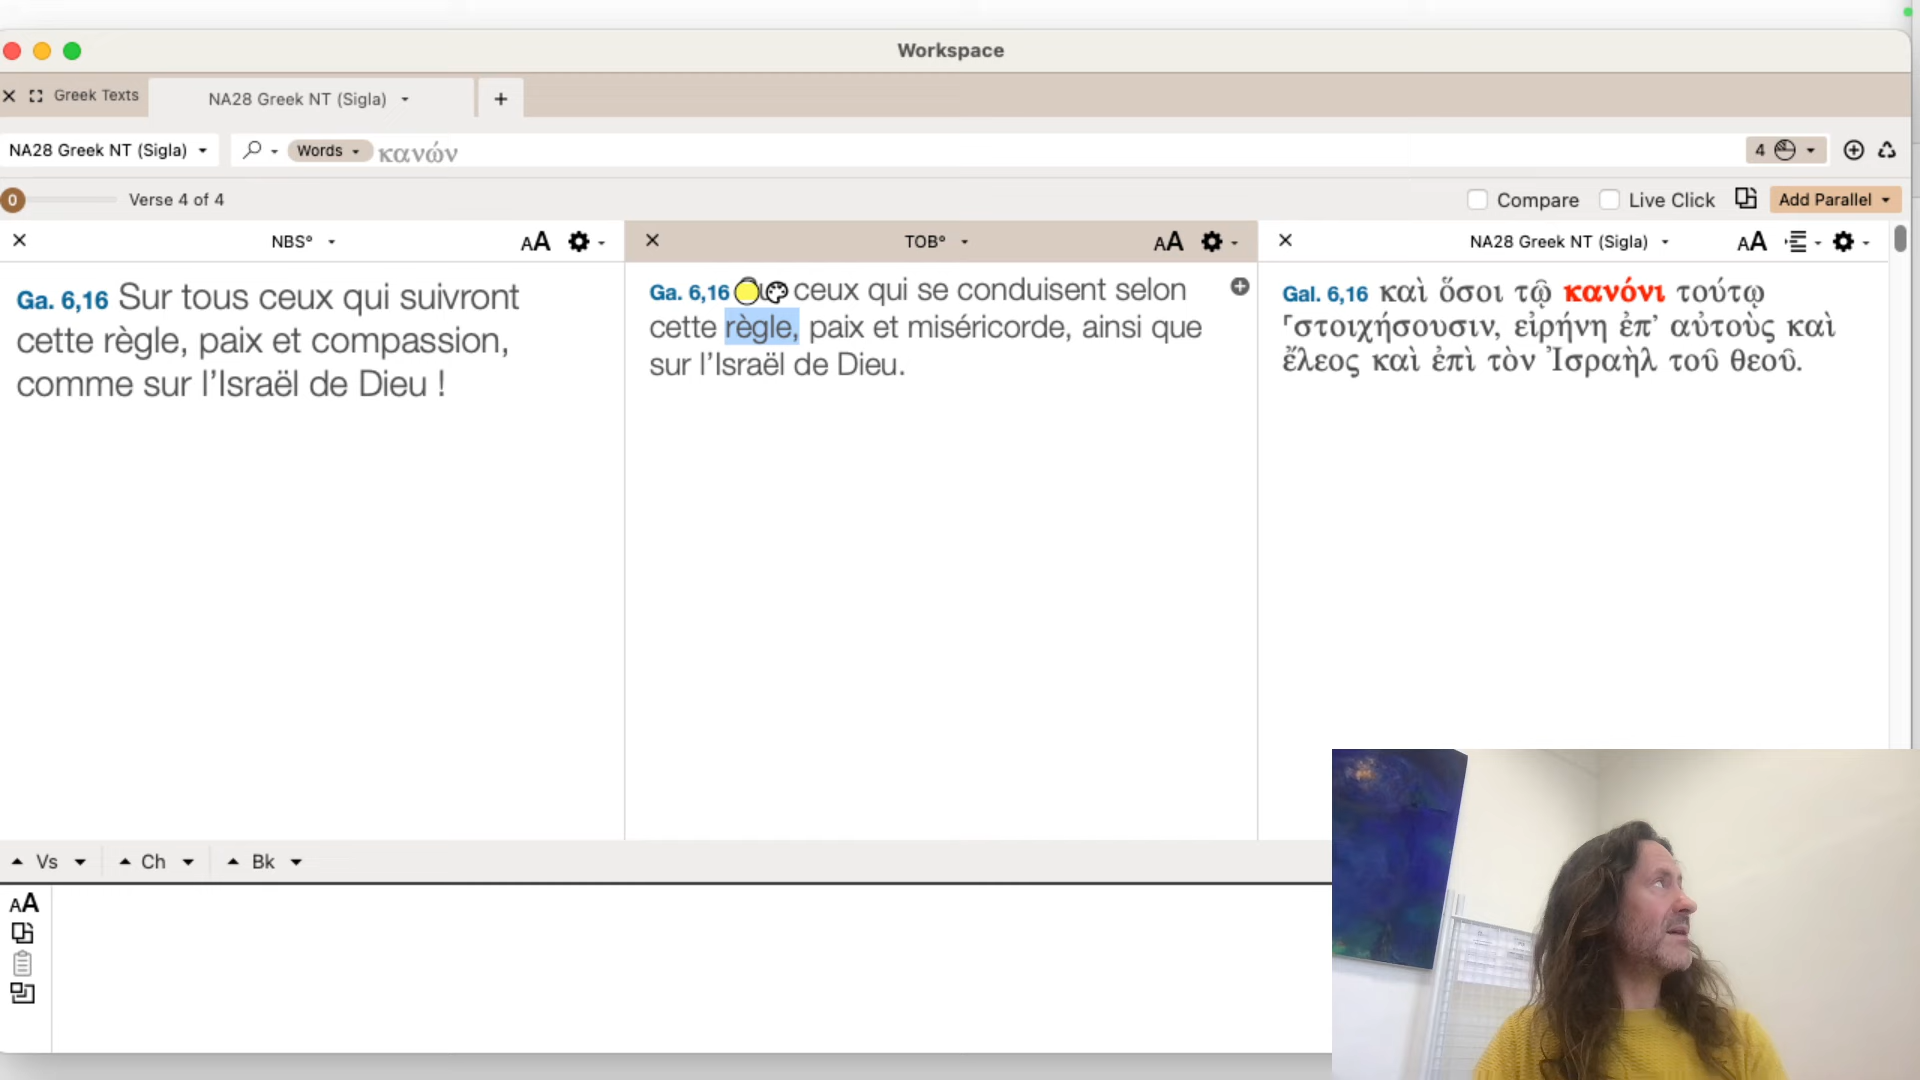 Workspace
Greek Texts
NA28 Greek NT (Sigla)
+
NA28 Greek NT (Sigla)
Words
κανών
4
0
Verse 4 of 4
Compare
Live Click
Add Parallel
NBS°
AA
TOB°
AA
NA28 Greek NT (Sigla)
AA
Ga. 6,16 Sur tous ceux qui suivront
cette règle, paix et compassion,
comme sur l’Israël de Dieu !
Ga. 6,16 ceux qui se conduisent selon
cette règle, paix et miséricorde, ainsi que
sur l’Israël de Dieu.
Gal. 6,16 καὶ ὅσοι τῷ κανόνι τούτῳ
⸀στοιχήσουσιν, εἰρήνη ἐπ’ αὐτοὺς καὶ
ἔλεος καὶ ἐπὶ τὸν Ἰσραὴλ τοῦ θεοῦ.
Vs
Ch
Bk
AA